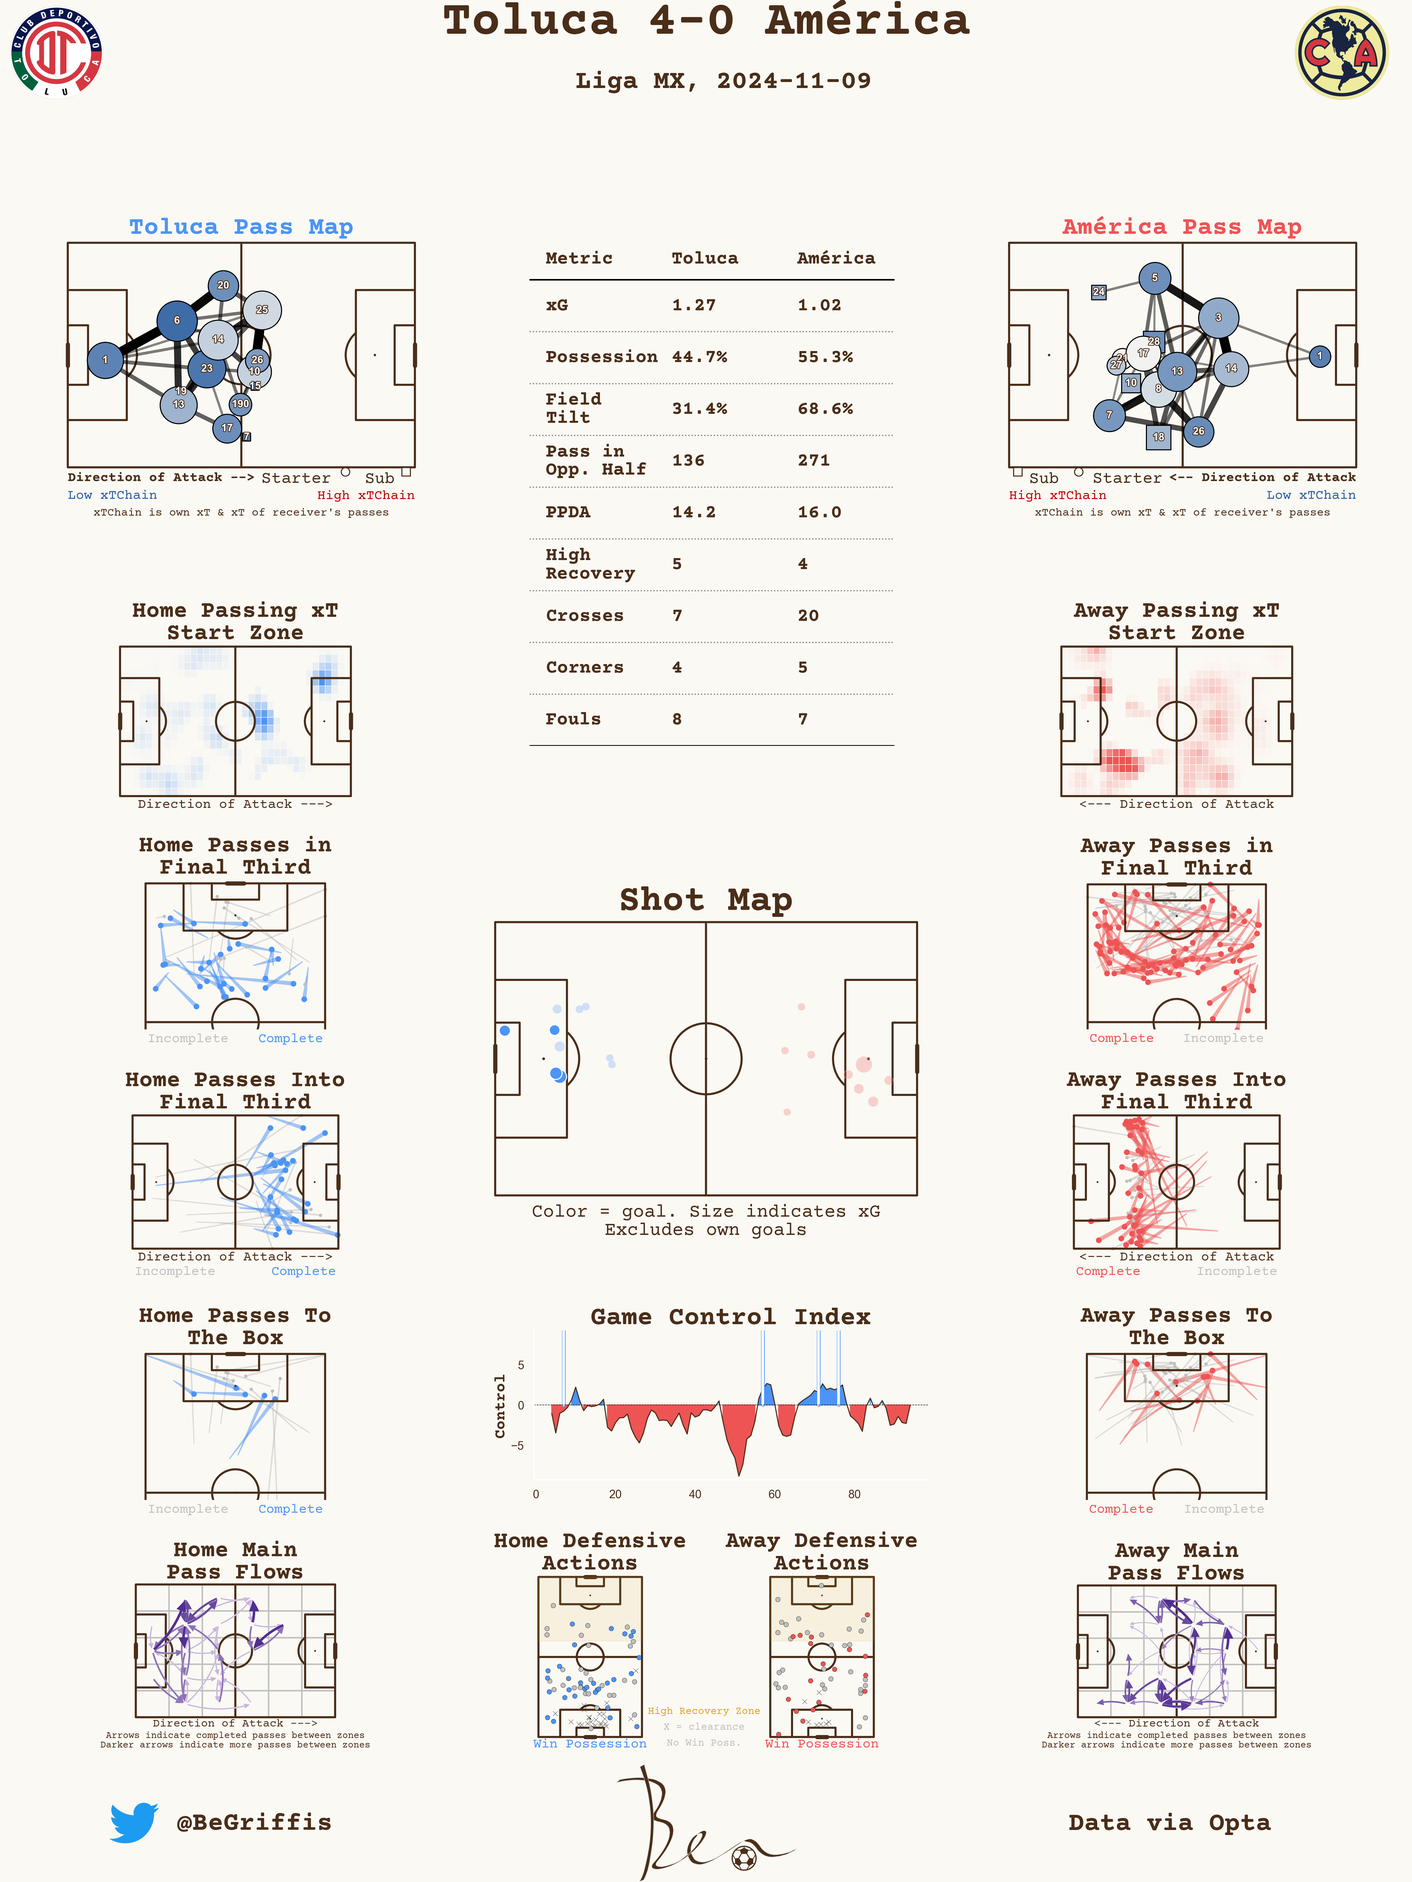 Toluca 4-0 América
Liga MX, 2024-11-09
CLUB DEPORTIVO
TOLUCA
CA
Toluca Pass Map
20
25
6
14
1
26
23
10
15
19
13
190
17
7
Direction of Attack --> Starter Sub
Low xTChain High xTChain
xTChain is own xT & xT of receiver's passes
Metric Toluca América
xG 1.27 1.02
Possession 44.7% 55.3%
Field
Tilt 31.4% 68.6%
Pass in
Opp. Half 136 271
PPDA 14.2 16.0
High
Recovery 5 4
Crosses 7 20
Corners 4 5
Fouls 8 7
América Pass Map
5
24
3
28
17
1
27
14
13
10
8
7
26
18
Sub Starter <-- Direction of Attack
High xTChain Low xTChain
xTChain is own xT & xT of receiver's passes
Home Passing xT
Start Zone
Direction of Attack --->
Away Passing xT
Start Zone
<--- Direction of Attack
Home Passes in
Final Third
Incomplete Complete
Away Passes in
Final Third
Complete Incomplete
Shot Map
Color = goal. Size indicates xG
Excludes own goals
Home Passes Into
Final Third
Direction of Attack --->
Incomplete Complete
Away Passes Into
Final Third
<--- Direction of Attack
Complete Incomplete
Home Passes To
The Box
Incomplete Complete
Game Control Index
Control
5
0
−5
0 20 40 60 80
Away Passes To
The Box
Complete Incomplete
Home Main
Pass Flows
Direction of Attack --->
Arrows indicate completed passes between zones
Darker arrows indicate more passes between zones
Home Defensive
Actions
Win Possession
Away Defensive
Actions
Win Possession
High Recovery Zone
X = clearance
No Win Poss.
Away Main
Pass Flows
<--- Direction of Attack
Arrows indicate completed passes between zones
Darker arrows indicate more passes between zones
@BeGriffis
Ben
Data via Opta